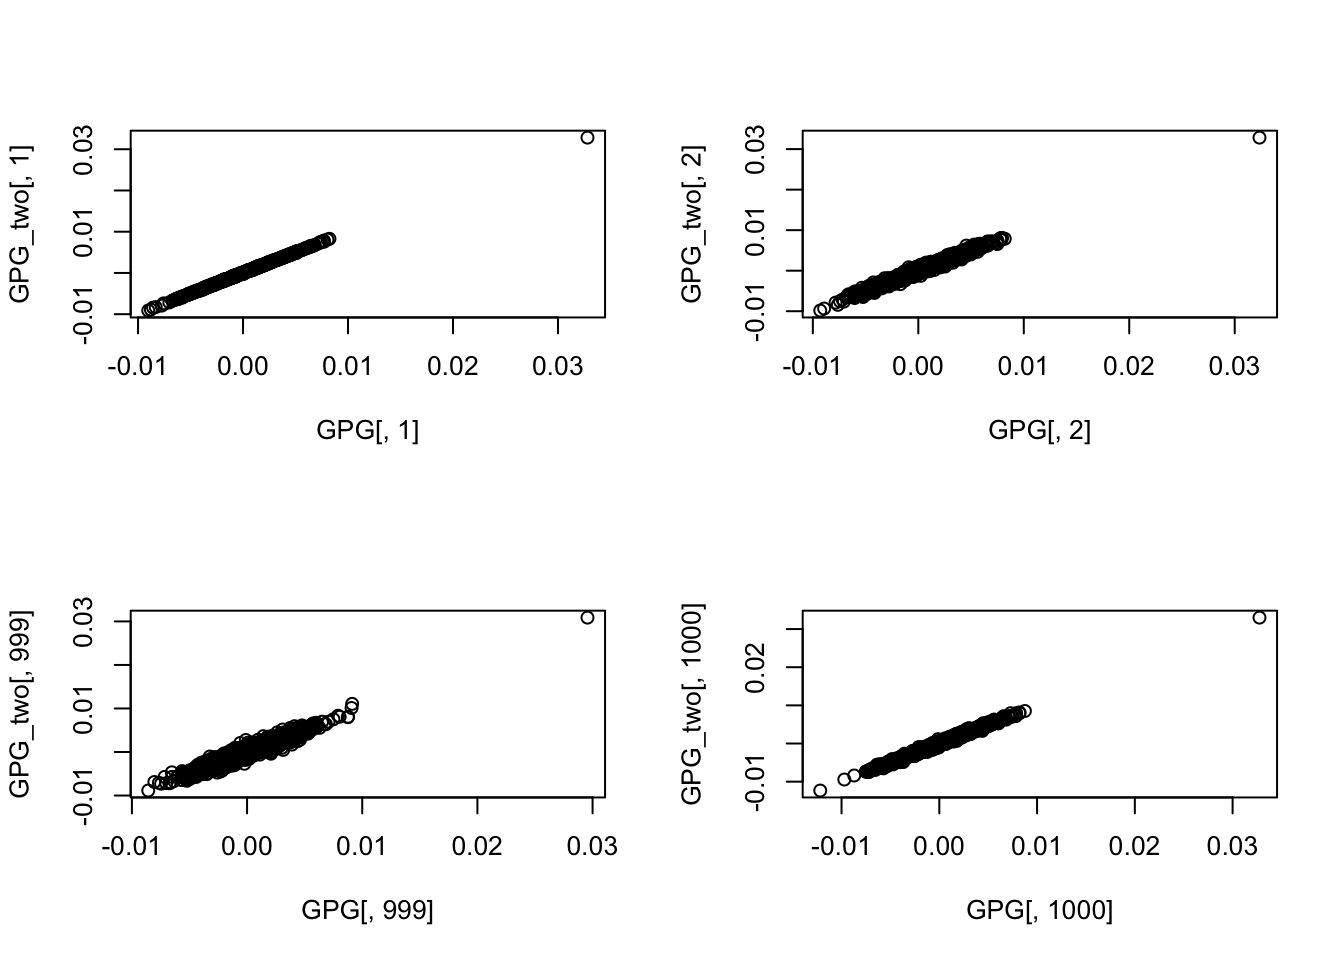 GPG_two[, 1]
0.03
0.01
-0.01
-0.01 0.00 0.01 0.02 0.03
GPG[, 1]
GPG_two[, 2]
0.03
0.01
-0.01
-0.01 0.00 0.01 0.02 0.03
GPG[, 2]
GPG_two[, 999]
0.03
0.01
-0.01
-0.01 0.00 0.01 0.02 0.03
GPG[, 999]
GPG_two[, 1000]
0.02
-0.01
-0.01 0.00 0.01 0.02 0.03
GPG[, 1000]